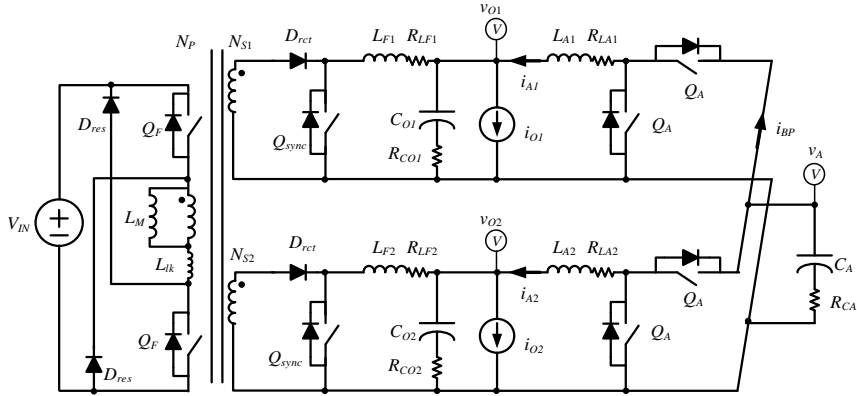 v_O1
V
N_P N_S1 D_rct L_F1 R_LF1 L_A1 R_LA1
i_A1
Q_A
D_res Q_F
Q_sync C_O1 i_O1 Q_A
R_CO1
i_BP
v_A
V
V_IN L_M
v_O2
V
L_lk
N_S2 D_rct L_F2 R_LF2 L_A2 R_LA2
i_A2
Q_A
C_A
R_CA
Q_F
Q_sync C_O2 i_O2 Q_A
R_CO2
D_res